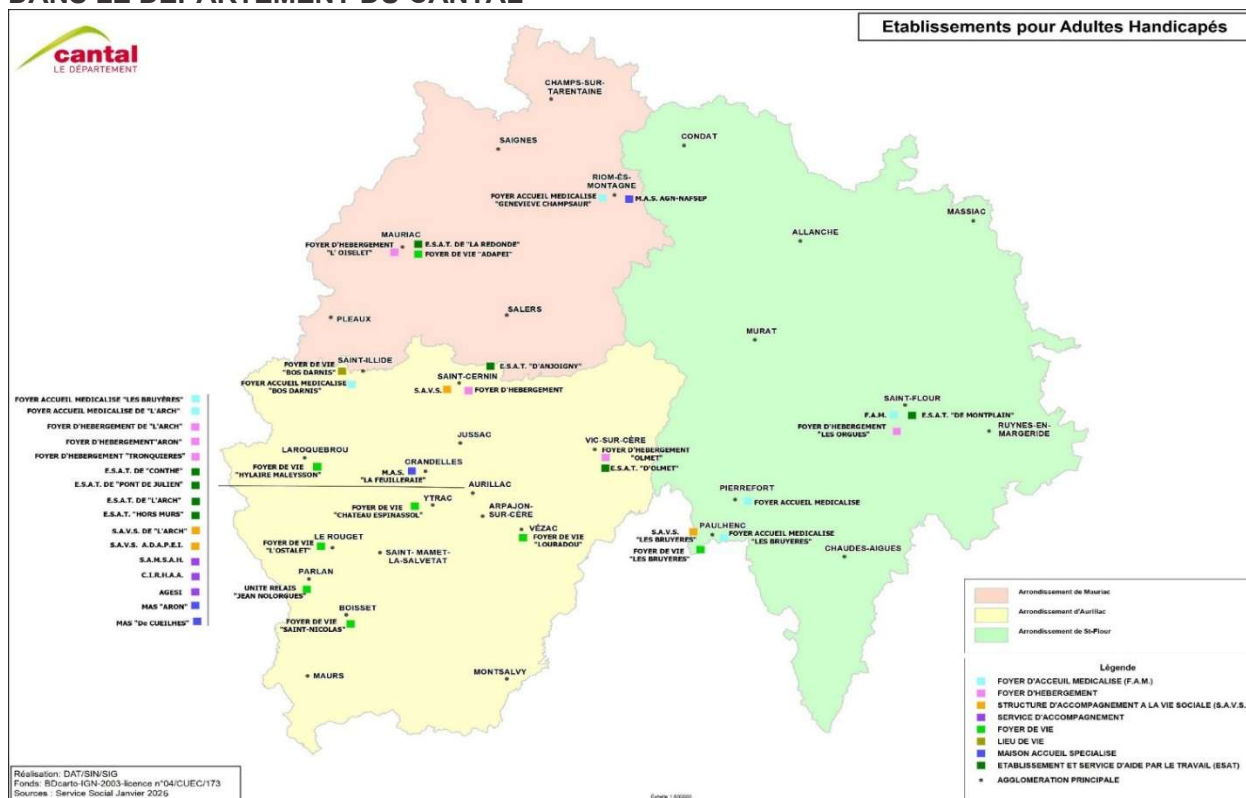 DANS LE DEPARTEMENT DU CANTAL
cantal
LE DÉPARTEMENT
Etablissements pour Adultes Handicapés
CHAMPS-SUR-
TARENTAINE
SAIGNES
CONDAT
RIOM-ÉS-
MONTAGNE
FOYER ACCUEIL MEDICALISE
"GENEVIEVE CHAMPSAUR"
M.A.S. AGN-NAFSEP
MASSIAC
ALLANCHE
MAURIAC
FOYER D'HEBERGEMENT
"L' OISELET"
E.S.A.T. DE "LA REDONDE"
FOYER DE VIE "ADAPEI"
PLEAUX
SALERS
MURAT
SAINT-ILLIDE
FOYER DE VIE
"BOS DARNIS"
FOYER ACCUEIL MEDICALISE
"BOS DARNIS"
E.S.A.T. "D'ANJOIGNY"
SAINT-CERNIN
S.A.V.S.
FOYER D'HEBERGEMENT
SAINT-FLOUR
F.A.M.
E.S.A.T. "DE MONTPLAIN"
FOYER D'HEBERGEMENT
"LES ORGUES"
RUYNES-EN-
MARGERIDE
FOYER ACCUEIL MEDICALISE "LES BRUYÈRES"
FOYER ACCUEIL MEDICALISE DE "L'ARCH"
FOYER D'HEBERGEMENT DE "L'ARCH"
FOYER D'HEBERGEMENT"ARON"
FOYER D'HEBERGEMENT "TRONQUIERES"
E.S.A.T. DE "CONTHE"
E.S.A.T. DE "PONT DE JULIEN"
E.S.A.T. DE "L'ARCH"
E.S.A.T. "HORS MURS"
S.A.V.S. DE "L'ARCH"
S.A.V.S. A.D.A.P.E.I.
S.A.M.S.A.H.
C.I.R.H.A.A.
AGESI
MAS "ARON"
MAS "De CUEILHES"
JUSSAC
LAROQUEBROU
FOYER DE VIE
"HYLAIRE MALEYSSON"
CRANDELLES
M.A.S.
"LA FEUILLERAIE"
VIC-SUR-CÈRE
FOYER D'HEBERGEMENT
"OLMET"
E.S.A.T. "D'OLMET"
AURILLAC
YTRAC
FOYER DE VIE
"CHATEAU ESPINASSOL"
ARPAJON-
SUR-CÈRE
VÉZAC
FOYER DE VIE
"LOURADOU"
PIERREFORT
FOYER ACCUEIL MEDICALISE
PAULHENC
S.A.V.S.
"LES BRUYERES"
FOYER ACCUEIL MEDICALISE
"LES BRUYERES"
FOYER DE VIE
"LES BRUYERES"
CHAUDES-AIGUES
LE ROUGET
FOYER DE VIE
"L'OSTALET"
SAINT- MAMET-
LA-SALVETAT
PARLAN
UNITE RELAIS
"JEAN NOLORGUES"
BOISSET
FOYER DE VIE
"SAINT-NICOLAS"
MAURS
MONTSALVY
Arrondissement de Mauriac
Arrondissement d'Aurillac
Arrondissement de St-Flour
Légende
FOYER D'ACCEUIL MEDICALISE (F.A.M.)
FOYER D'HEBERGEMENT
STRUCTURE D'ACCOMPAGNEMENT A LA VIE SOCIALE (S.A.V.S.
SERVICE D'ACCOMPAGNEMENT
FOYER DE VIE
LIEU DE VIE
MAISON ACCUEIL SPECIALISE
ETABLISSEMENT ET SERVICE D'AIDE PAR LE TRAVAIL (ESAT)
AGGLOMERATION PRINCIPALE
Réalisation: DAT/SIN/SIG
Fonds: BDcarto-IGN-2003-licence n°04/CUEC/173
Sources : Service Social Janvier 2026